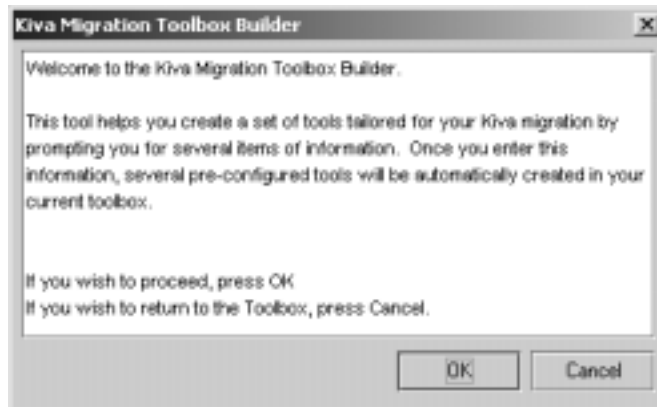 Kiva Migration Toolbox Builder
Welcome to the Kiva Migration Toolbox Builder.
This tool helps you create a set of tools tailored for your Kiva migration by
prompting you for several items of information.  Once you enter this
information, several pre-configured tools will be automatically created in your
current toolbox.
If you wish to proceed, press OK
If you wish to return to the Toolbox, press Cancel.
OK
Cancel